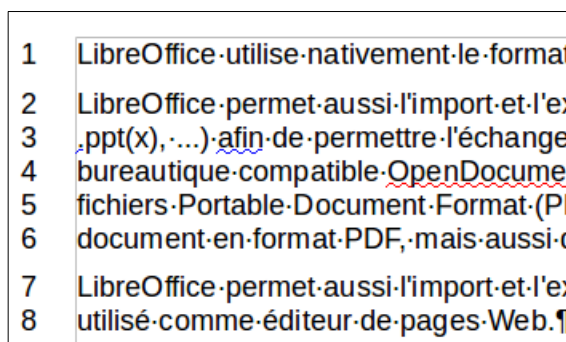 1 LibreOffice·utilise·nativement·le·format
2 LibreOffice·permet·aussi·l'import·et·l'ex
3 .ppt(x),·...)·afin·de·permettre·l'échange
4 bureautique·compatible·OpenDocume
5 fichiers·Portable·Document·Format·(P
6 document·en·format·PDF,·mais·aussi·
7 LibreOffice·permet·aussi·l'import·et·l'ex
8 utilisé·comme·éditeur·de·pages·Web.¶